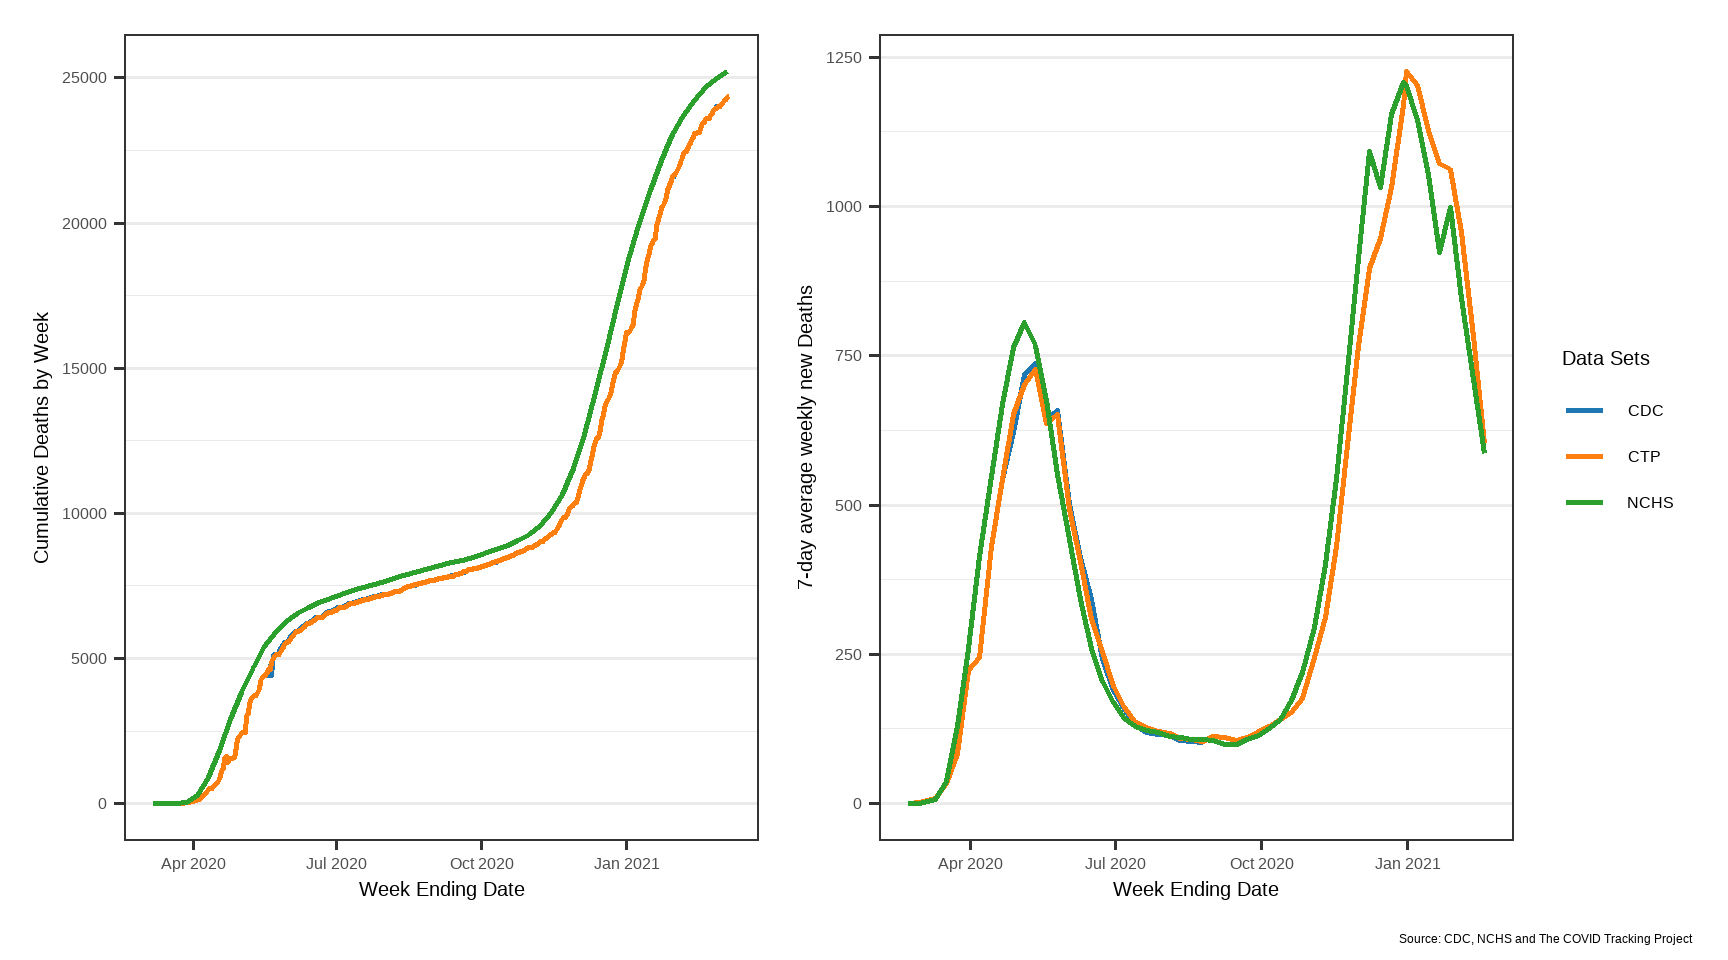 Cumulative Deaths by Week
25000
20000
15000
10000
5000
0
Apr 2020
Jul 2020
Oct 2020
Jan 2021
Week Ending Date
7-day average weekly new Deaths
1250
1000
750
500
250
0
Apr 2020
Jul 2020
Oct 2020
Jan 2021
Week Ending Date
Data Sets
CDC
CTP
NCHS
Source: CDC, NCHS and The COVID Tracking Project